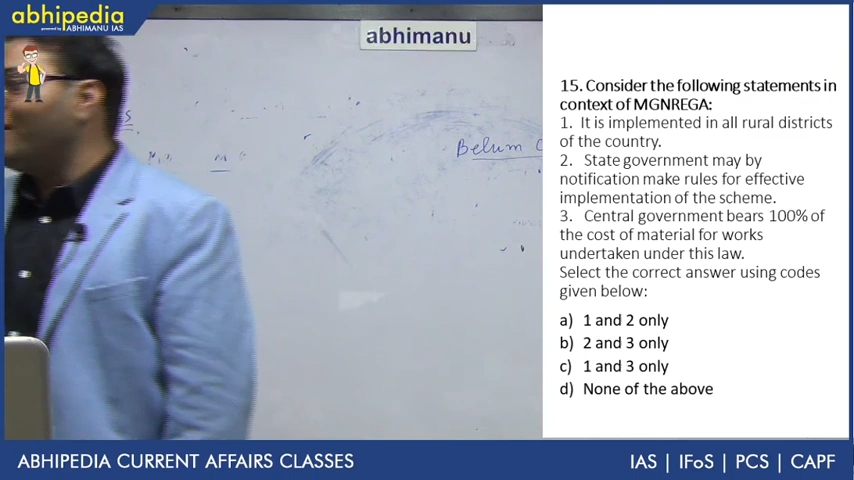 abhipedia
powered by ABHIMANU IAS
abhimanu
Belum C
15. Consider the following statements in
context of MGNREGA:
1. It is implemented in all rural districts
of the country.
2. State government may by
notification make rules for effective
implementation of the scheme.
3. Central government bears 100% of
the cost of material for works
undertaken under this law.
Select the correct answer using codes
given below:
a) 1 and 2 only
b) 2 and 3 only
c) 1 and 3 only
d) None of the above
ABHIPEDIA CURRENT AFFAIRS CLASSES
IAS | IFoS | PCS | CAPF